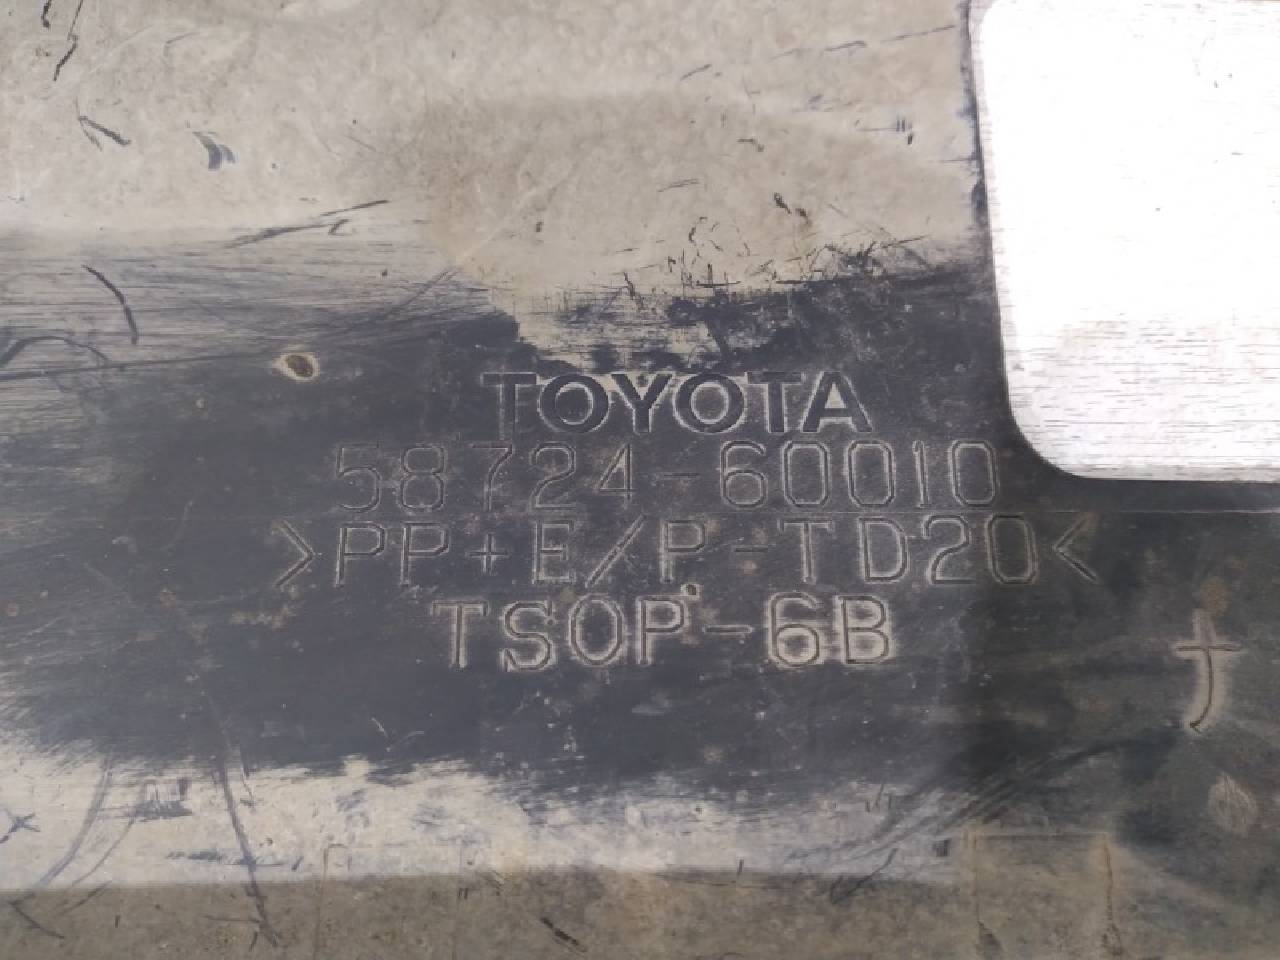 TOYOTA
58724-60010
>PP+E/P-TD20<
TSOP-6B